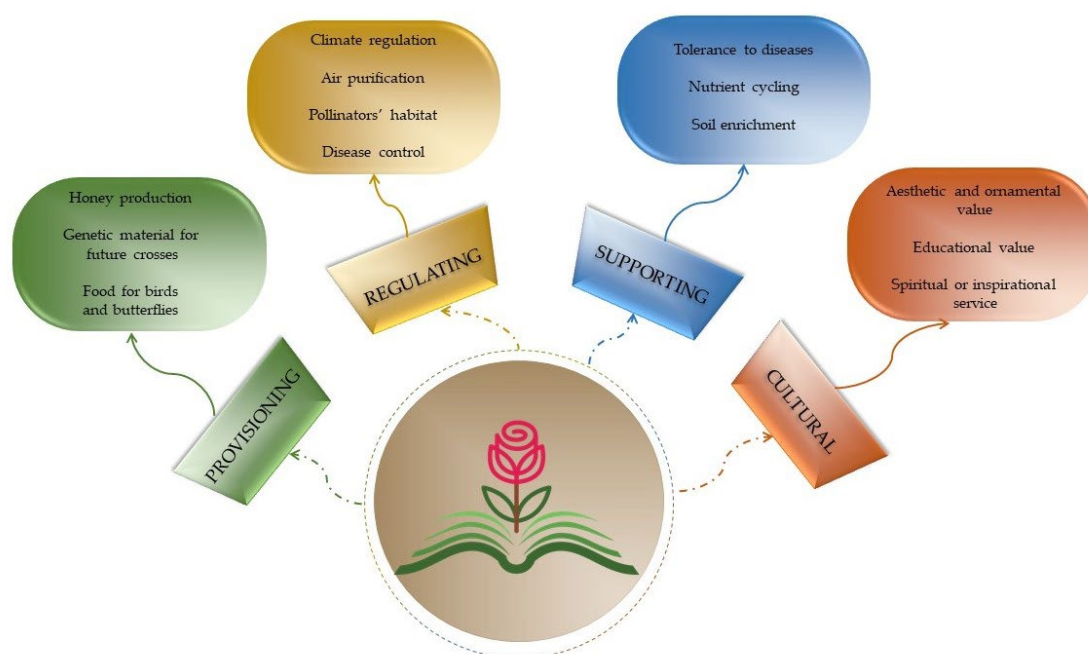 Climate regulation
Air purification
Pollinators’ habitat
Disease control
Tolerance to diseases
Nutrient cycling
Soil enrichment
Honey production
Genetic material for
future crosses
Food for birds
and butterflies
Aesthetic and ornamental
value
Educational value
Spiritual or inspirational
service
REGULATING
SUPPORTING
PROVISIONING
CULTURAL